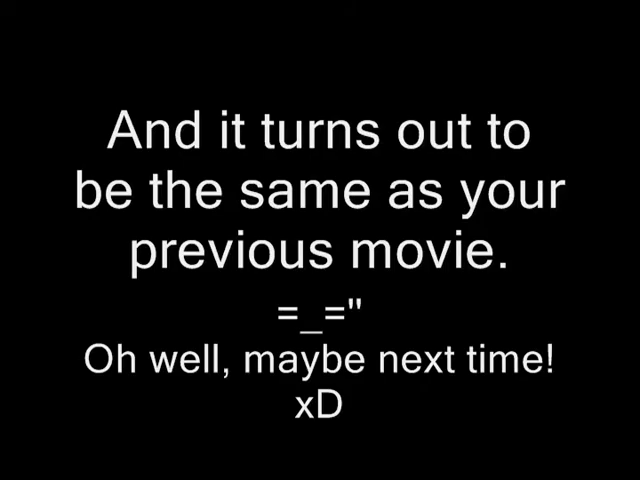 And it turns out to
be the same as your
previous movie.
=_="
Oh well, maybe next time!
xD